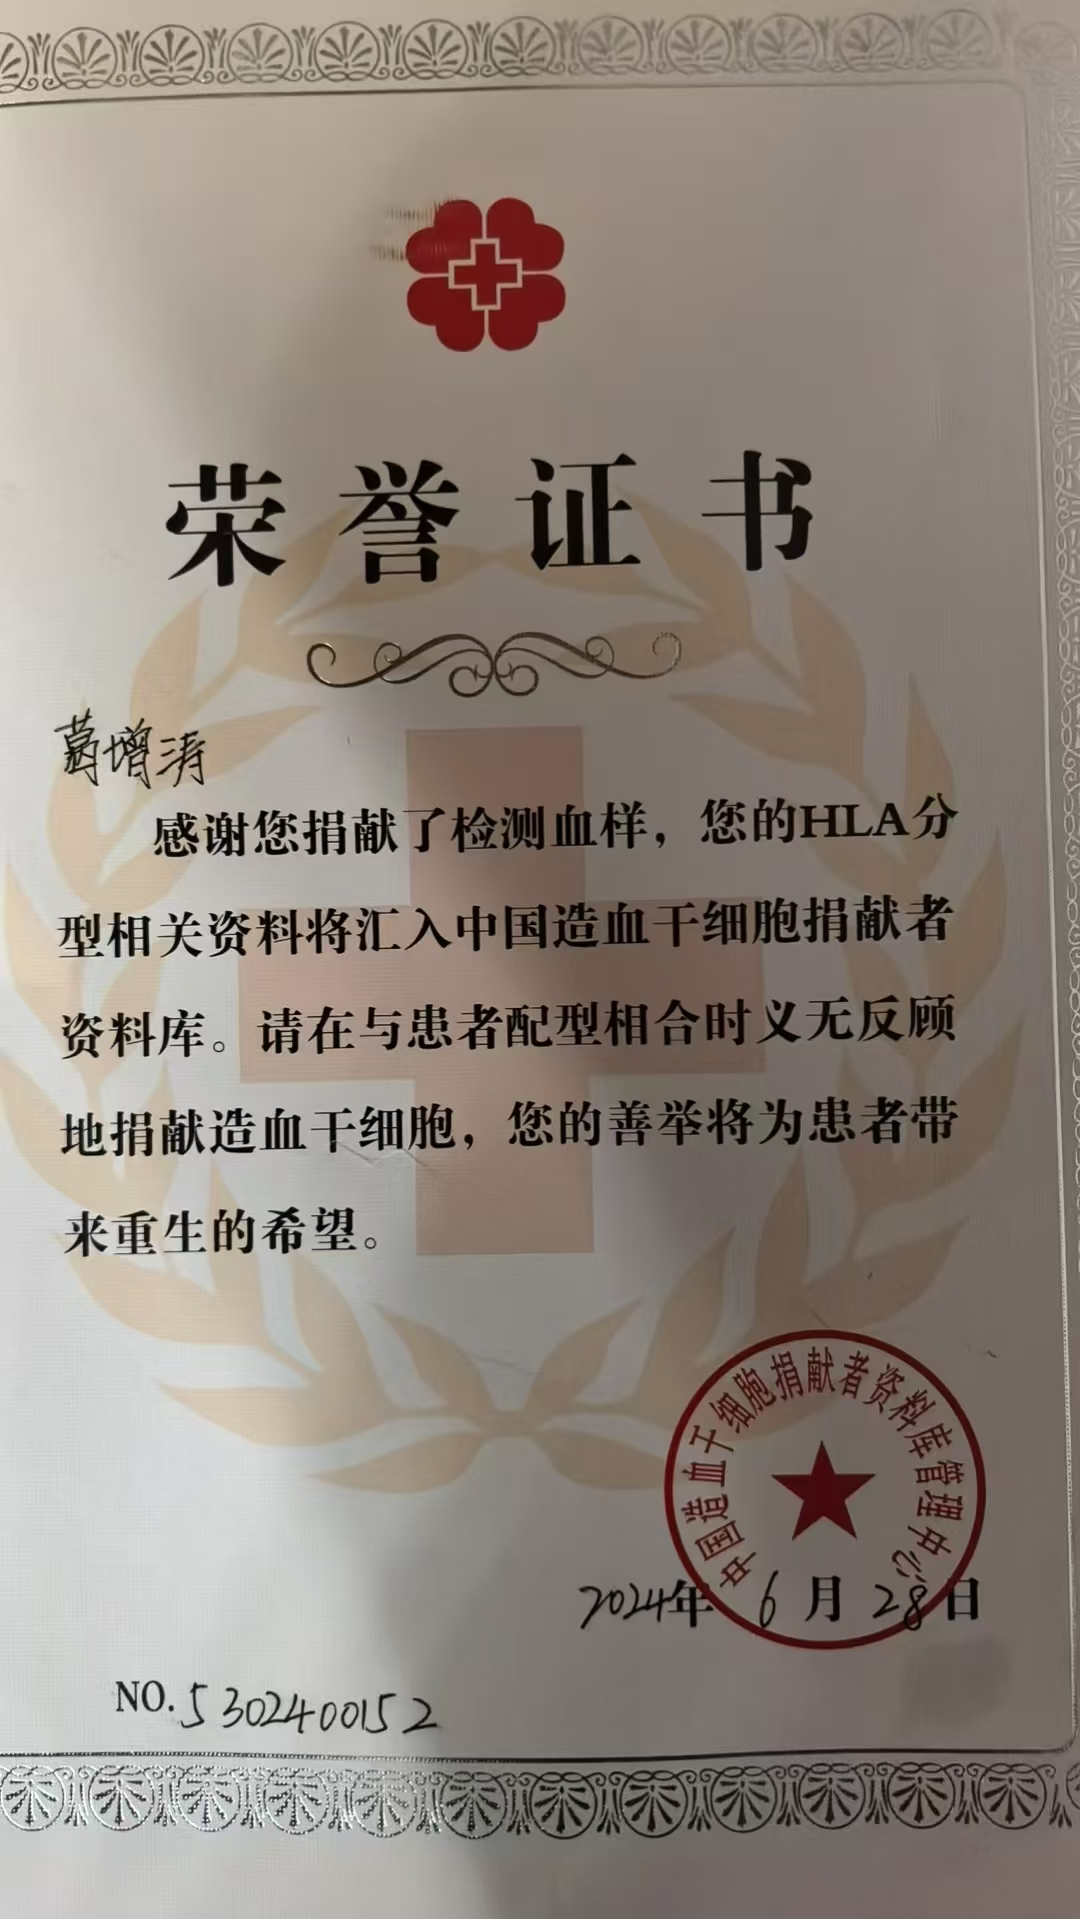 荣誉证书
葛增涛
感谢您捐献了检测血样，您的HLA分
型相关资料将汇入中国造血干细胞捐献者
资料库。请在与患者配型相合时义无反顾
地捐献造血干细胞，您的善举将为患者带
来重生的希望。
中国造血干细胞捐献者资料库管理中心
2024年 6 月 28 日
NO. 5302400152